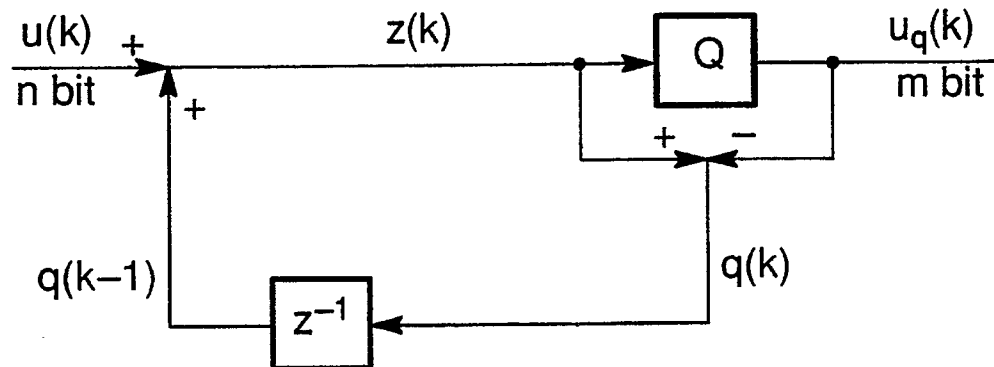 u(k)
+
z(k)
Q
u_q(k)
n bit
m bit
+
+
−
q(k−1)
q(k)
z⁻¹